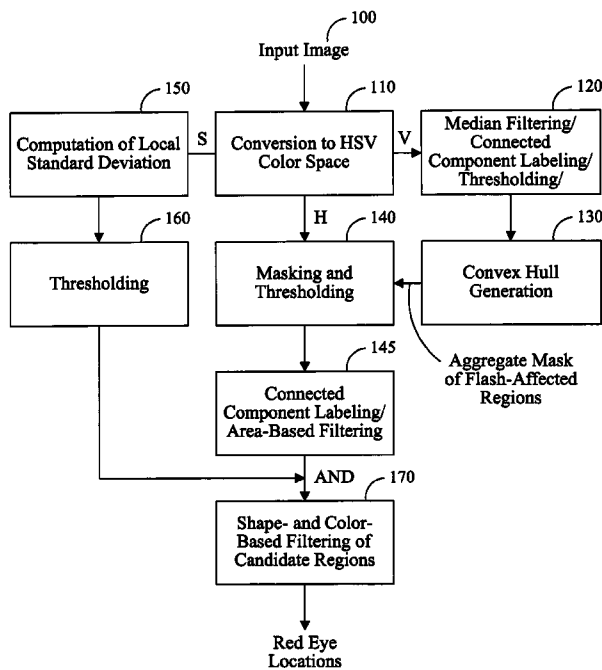 100
Input Image
150
110
120
Computation of Local
Standard Deviation
S
Conversion to HSV
Color Space
V
Median Filtering/
Connected
Component Labeling/
Thresholding/
160
H
140
130
Thresholding
Masking and
Thresholding
Convex Hull
Generation
145
Aggregate Mask
of Flash-Affected
Regions
Connected
Component Labeling/
Area-Based Filtering
AND
170
Shape- and Color-
Based Filtering of
Candidate Regions
Red Eye
Locations